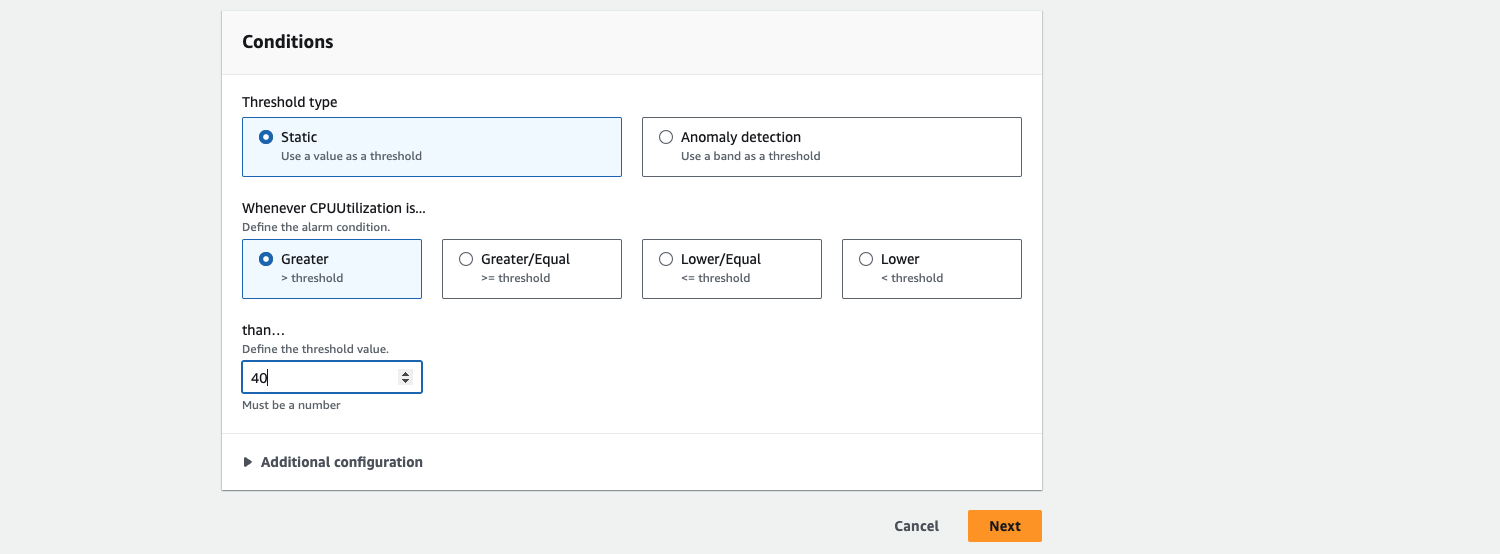 Conditions
Threshold type
Static
Use a value as a threshold
Anomaly detection
Use a band as a threshold
Whenever CPUUtilization is...
Define the alarm condition.
Greater
> threshold
Greater/Equal
>= threshold
Lower/Equal
<= threshold
Lower
< threshold
than…
Define the threshold value.
40
Must be a number
Additional configuration
Cancel
Next